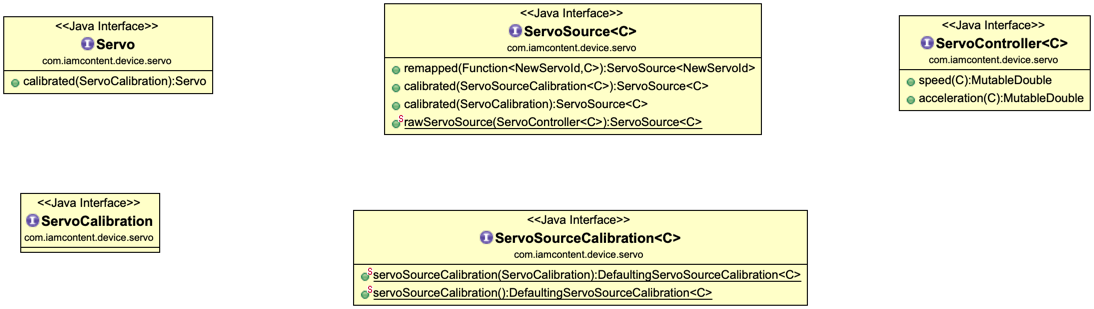 <<Java Interface>>
Servo
com.iamcontent.device.servo
calibrated(ServoCalibration):Servo
<<Java Interface>>
ServoSource<C>
com.iamcontent.device.servo
remapped(Function<NewServoId,C>):ServoSource<NewServoId>
calibrated(ServoSourceCalibration<C>):ServoSource<C>
calibrated(ServoCalibration):ServoSource<C>
rawServoSource(ServoController<C>):ServoSource<C>
<<Java Interface>>
ServoController<C>
com.iamcontent.device.servo
speed(C):MutableDouble
acceleration(C):MutableDouble
<<Java Interface>>
ServoCalibration
com.iamcontent.device.servo
<<Java Interface>>
ServoSourceCalibration<C>
com.iamcontent.device.servo
servoSourceCalibration(ServoCalibration):DefaultingServoSourceCalibration<C>
servoSourceCalibration():DefaultingServoSourceCalibration<C>